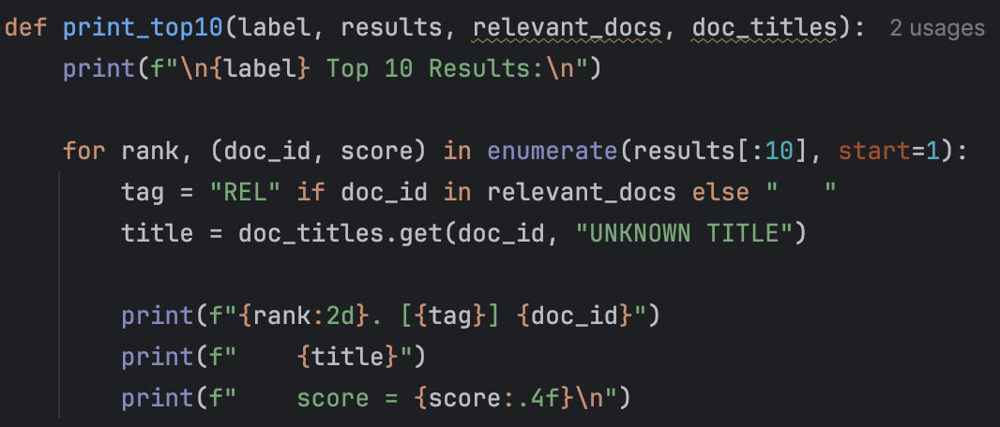 def print_top10(label, results, relevant_docs, doc_titles): 2 usages
    print(f"\n{label} Top 10 Results:\n")

    for rank, (doc_id, score) in enumerate(results[:10], start=1):
        tag = "REL" if doc_id in relevant_docs else "   "
        title = doc_titles.get(doc_id, "UNKNOWN TITLE")

        print(f"{rank:2d}. [{tag}] {doc_id}")
        print(f"    {title}")
        print(f"    score = {score:.4f}\n")